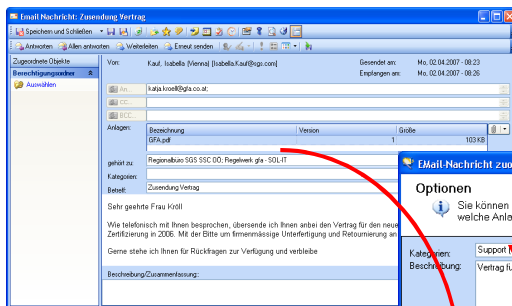 Email Nachricht: Zusendung Vertrag
Speichern und Schließen
Antworten Allen antworten Weiterleiten Erneut senden
Zugeordnete Objekte
Berechtigungsordner
Auswählen
Von: Kauf, Isabella (Vienna) [Isabella.Kauf@sgs.com] Gesendet am: Mo, 02.04.2007 - 08:23
Empfangen am: Mo, 02.04.2007 - 08:26
An... katja.kroell@gfa.co.at;
CC...
BCC...
Anlagen: Bezeichnung Version Größe
GFA.pdf 1 103 KB
gehört zu: Regionalbüro SGS SSC OÖ; Regelwerk gfa - SOL-IT
Kategorien:
Betreff: Zusendung Vertrag
Sehr geehrte Frau Kröll
Wie telefonisch mit Ihnen besprochen, übersende ich Ihnen anbei den Vertrag für den neue
Zertifizierung in 2006. Mit der Bitte um firmenmässige Unterfertigung und Retournierung an
Gerne stehe ich Ihnen für Rückfragen zur Verfügung und verbleibe
Beschreibung/Zusammenfassung:
EMail-Nachricht zuo
Optionen
Sie können
welche Anla
Kategorien: Support
Beschreibung: Vertrag fü